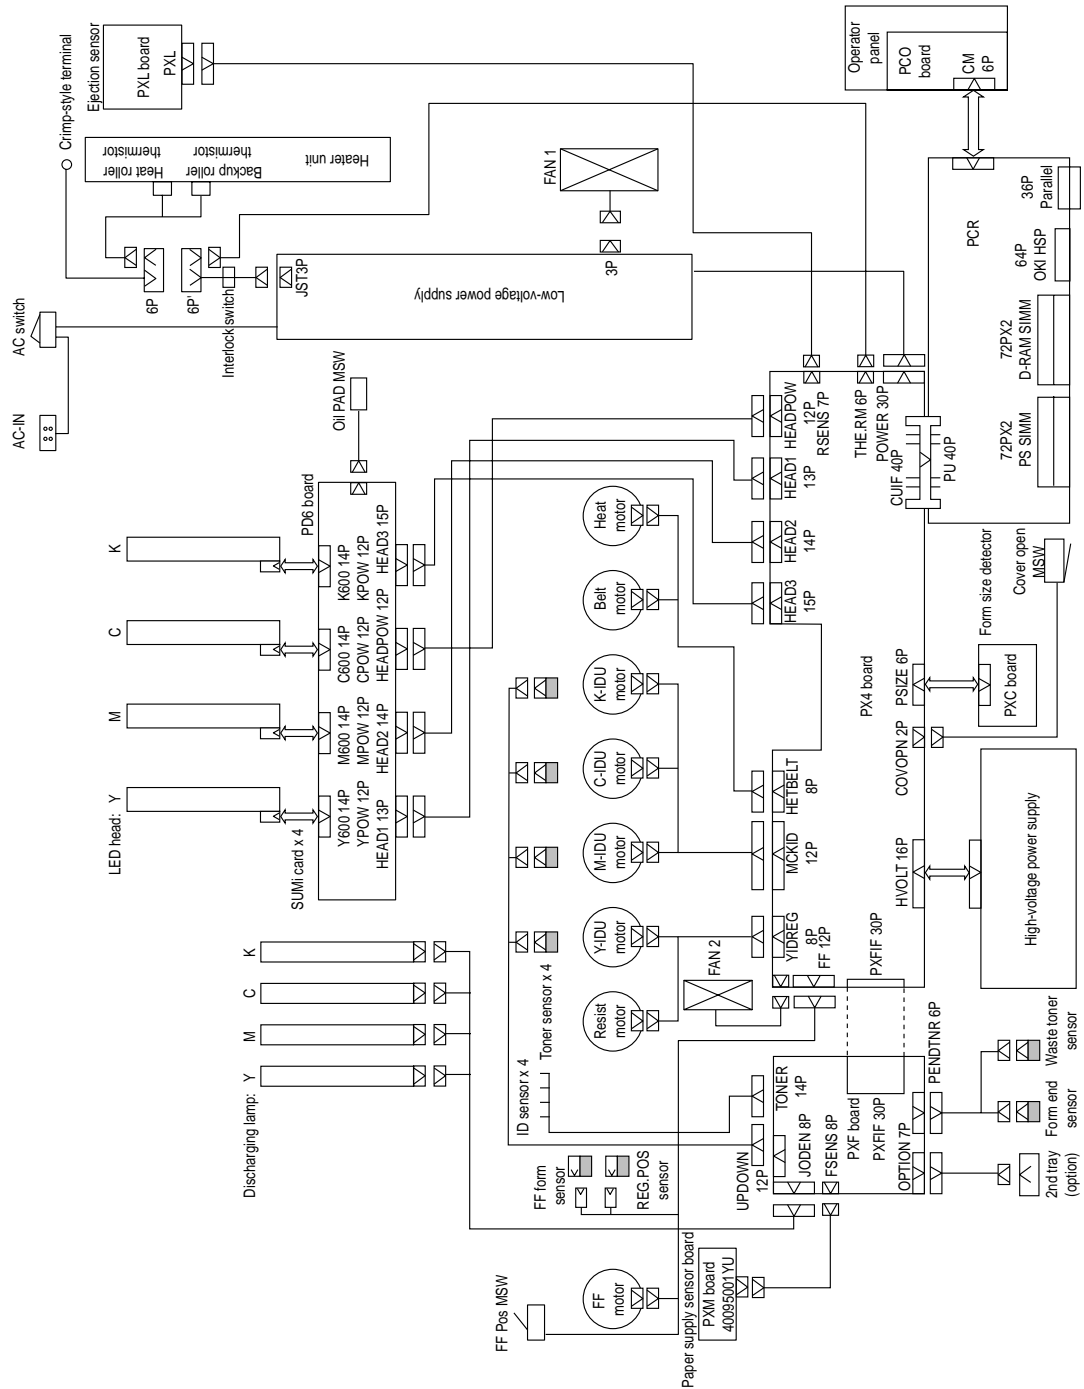 AC-IN
AC switch
Crimp-style terminal
Ejection sensor
PXL board
PXL
Heat roller
thermistor
Backup roller
thermistor
Heater unit
6P
6P'
Interlock switch
JST3P
Low-voltage power supply
3P
FAN 1
Operator
panel
PCO
board
CM
6P
LED head:
Y
M
C
K
SUMi card x 4
PD6 board
Oil PAD MSW
Y600 14P
YPOW 12P
HEAD1 13P
M600 14P
MPOW 12P
HEAD2 14P
C600 14P
CPOW 12P
HEADPOW 12P
K600 14P
KPOW 12P
HEAD3 15P
Discharging lamp:
Y
M
C
K
ID sensor x 4
Toner sensor x 4
Resist
motor
Y-IDU
motor
M-IDU
motor
C-IDU
motor
K-IDU
motor
Belt
motor
Heat
motor
FF Pos MSW
FF
motor
FF form
sensor
REG.POS
sensor
FAN 2
Paper supply sensor board
PXM board
40095001YU
UPDOWN
12P
TONER
14P
JODEN 8P
FSENS 8P
PXF board
PXFIF 30P
OPTION 7P
PENDTNR 6P
2nd tray
(option)
Form end
sensor
Waste toner
sensor
YIDREG
8P
FF 12P
PXFIF 30P
MCKID
12P
HETBELT
8P
HEAD3
15P
HEAD2
14P
HEAD1
13P
HEADPOW
12P
RSENS 7P
THE.RM 6P
POWER 30P
CUIF 40P
PU 40P
PX4 board
HVOLT 16P
COVOPN 2P
PSIZE 6P
High-voltage power supply
PXC board
Form size detector
Cover open
MSW
72PX2
PS SIMM
72PX2
D-RAM SIMM
64P
OKI HSP
36P
Parallel
PCR